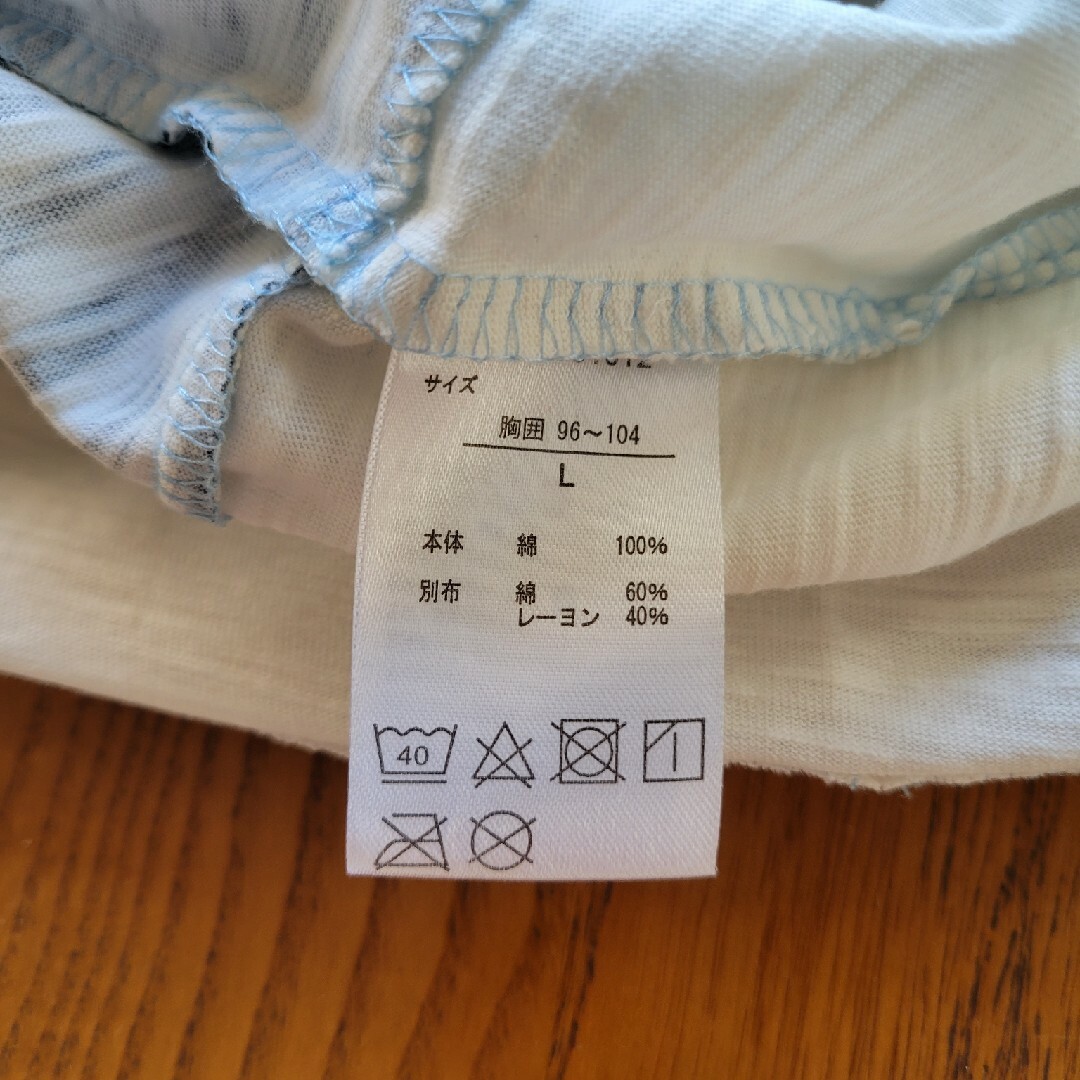 サイズ
胸囲 96～104
L
本体 綿 100%
別布 綿 60%
レーヨン 40%
40